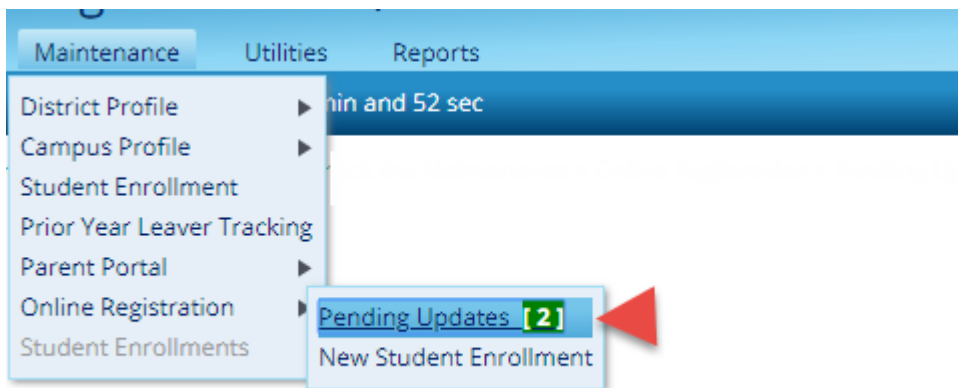 Maintenance Utilities Reports
District Profile
min and 52 sec
Campus Profile
Student Enrollment
Prior Year Leaver Tracking
Parent Portal
Online Registration
Pending Updates [2]
Student Enrollments
New Student Enrollment